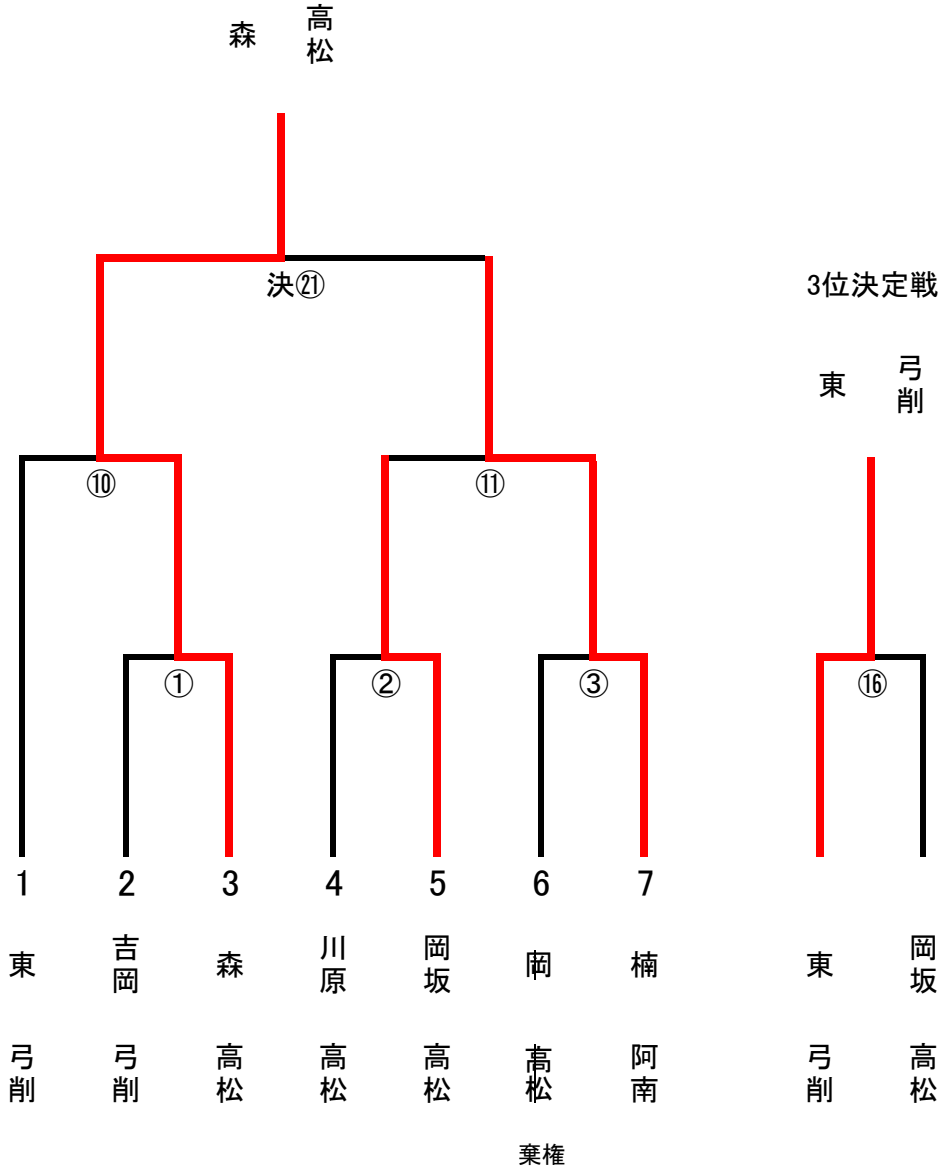 森 高松
決㉑
3位決定戦
東 弓削
⑩ ⑪
① ② ③ ⑯
1 2 3 4 5 6 7
東 吉岡 森 川原 岡坂 岡 楠 東 岡坂
弓削 弓削 高松 高松 高松 高松 阿南 弓削 高松
棄権